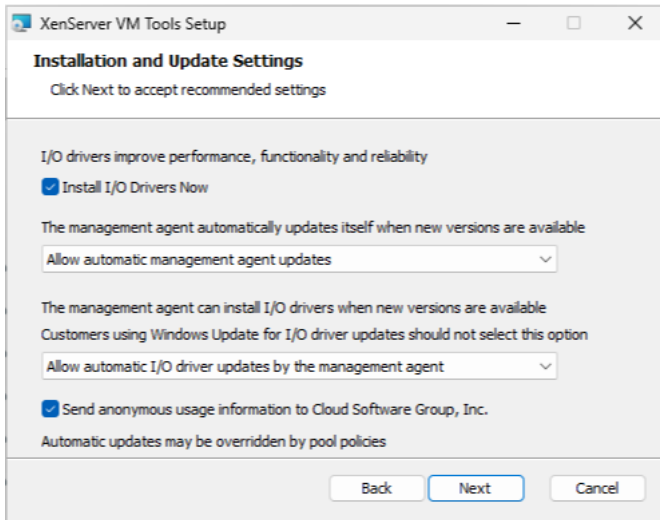 XenServer VM Tools Setup
Installation and Update Settings
Click Next to accept recommended settings
I/O drivers improve performance, functionality and reliability
Install I/O Drivers Now
The management agent automatically updates itself when new versions are available
Allow automatic management agent updates
The management agent can install I/O drivers when new versions are available
Customers using Windows Update for I/O driver updates should not select this option
Allow automatic I/O driver updates by the management agent
Send anonymous usage information to Cloud Software Group, Inc.
Automatic updates may be overridden by pool policies
Back Next Cancel